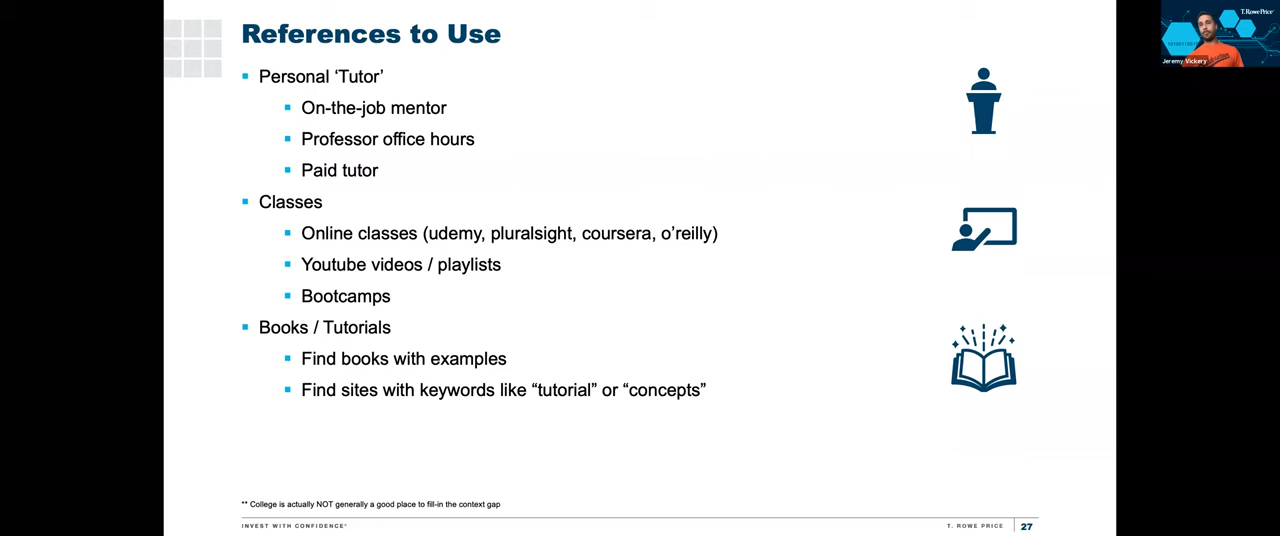 References to Use
T.RowePrice
10100110011
Jeremy Vickery
Personal ‘Tutor’
On-the-job mentor
Professor office hours
Paid tutor
Classes
Online classes (udemy, pluralsight, coursera, o’reilly)
Youtube videos / playlists
Bootcamps
Books / Tutorials
Find books with examples
Find sites with keywords like “tutorial” or “concepts”
** College is actually NOT generally a good place to fill-in the context gap
INVEST WITH CONFIDENCE®
T. ROWE PRICE
27